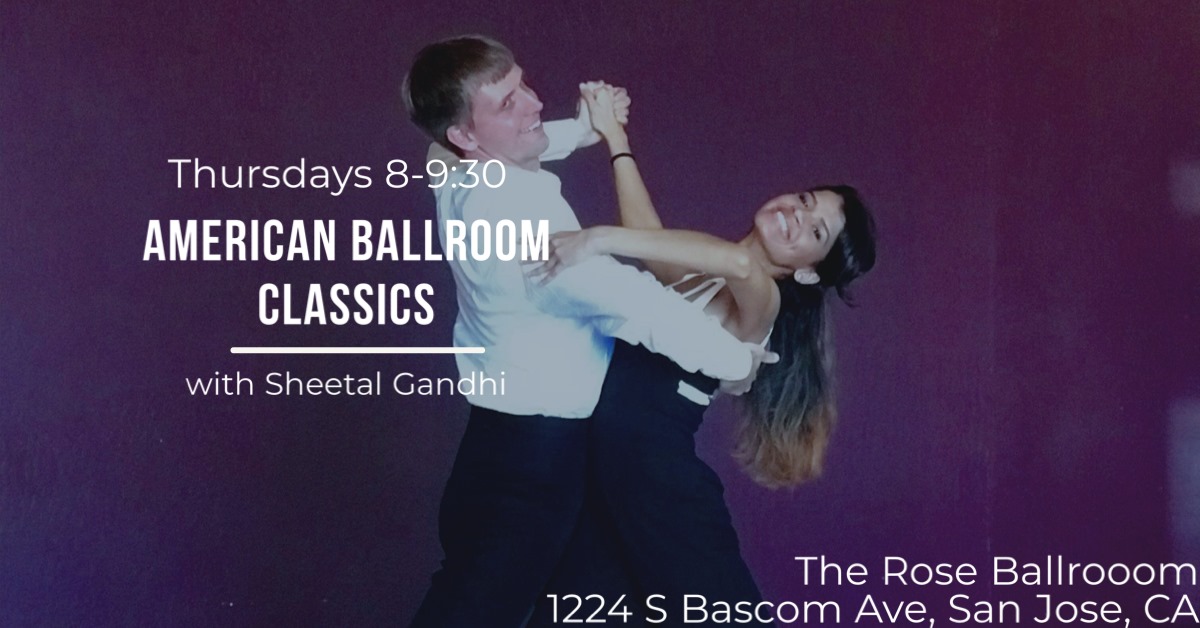 Thursdays 8-9:30
AMERICAN BALLROOM
CLASSICS
with Sheetal Gandhi
The Rose Ballrooom
1224 S Bascom Ave, San Jose, CA